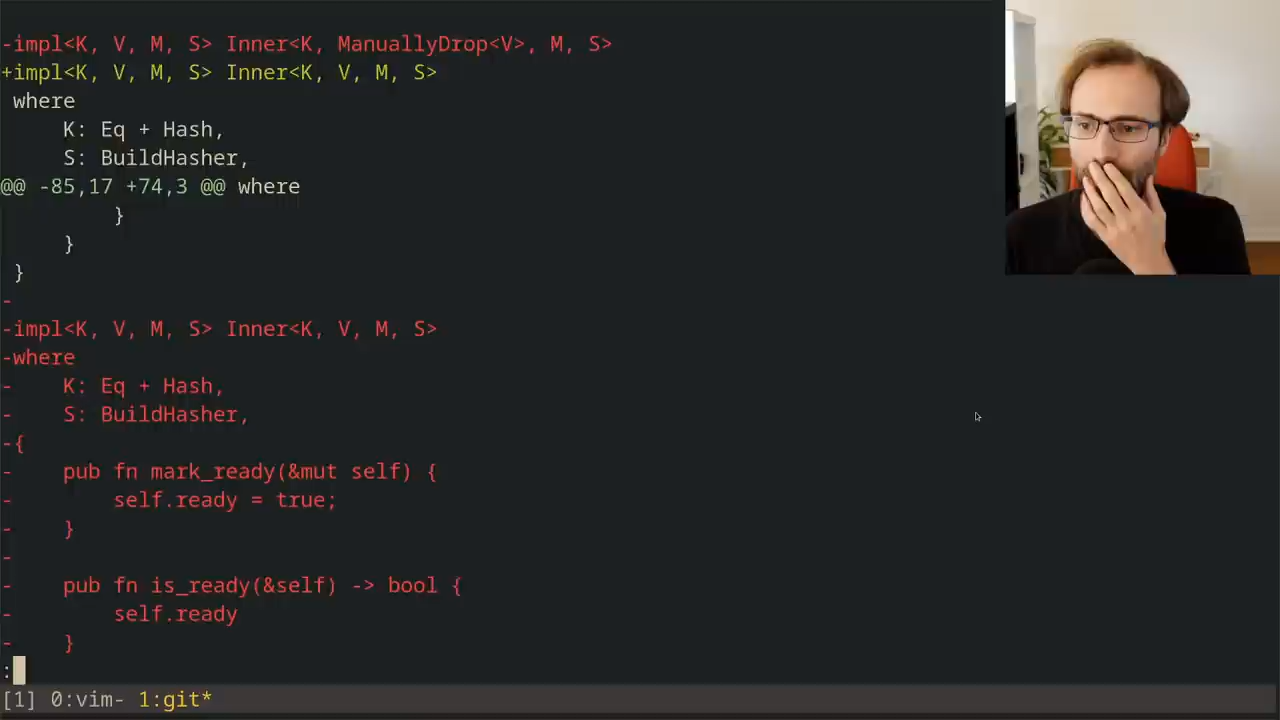 -impl<K, V, M, S> Inner<K, ManuallyDrop<V>, M, S>
+impl<K, V, M, S> Inner<K, V, M, S>
 where
     K: Eq + Hash,
     S: BuildHasher,
@@ -85,17 +74,3 @@ where
         }
     }
 }
-
-impl<K, V, M, S> Inner<K, V, M, S>
-where
-    K: Eq + Hash,
-    S: BuildHasher,
-{
-    pub fn mark_ready(&mut self) {
-        self.ready = true;
-    }
-
-    pub fn is_ready(&self) -> bool {
-        self.ready
-    }
:
[1] 0:vim- 1:git*